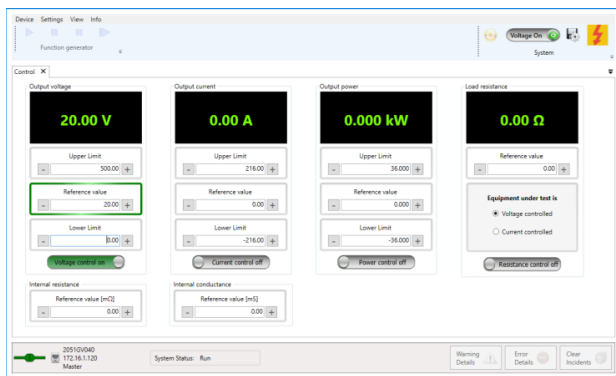 Device Settings View Info
Function generator
Voltage On
System
Control X
Output voltage
20.00 V
Upper Limit
- 500.00 +
Reference value
- 20.00 +
Lower Limit
- 0.00 +
Voltage control on
Output current
0.00 A
Upper Limit
- 216.00 +
Reference value
- 0.00 +
Lower Limit
- -216.00 +
Current control off
Output power
0.000 kW
Upper Limit
- 36.000 +
Reference value
- 0.000 +
Lower Limit
- -36.000 +
Power control off
Load resistance
0.00 Ω
Reference value
- 0.00 +
Equipment under test is
Voltage controlled
Current controlled
Resistance control off
Internal resistance
Reference value [mΩ]
- 0.00 +
Internal conductance
Reference value [mS]
- 0.00 +
2051GV040
172.16.1.120
Master
System Status: Run
Warning
Details
Error
Details
Clear
Incidents